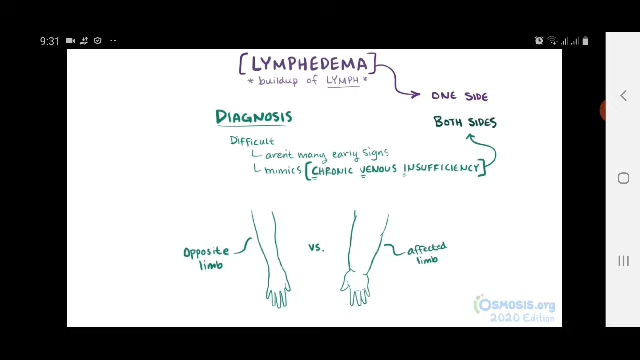 9:31
[LYMPHEDEMA]
* buildup of LYMPH *
ONE SIDE
DIAGNOSIS
BOTH SIDES
Difficult
aren't many early signs
mimics [CHRONIC VENOUS INSUFFICIENCY]
Opposite limb
vs.
affected limb
OSMOSIS.org
2020 Edition